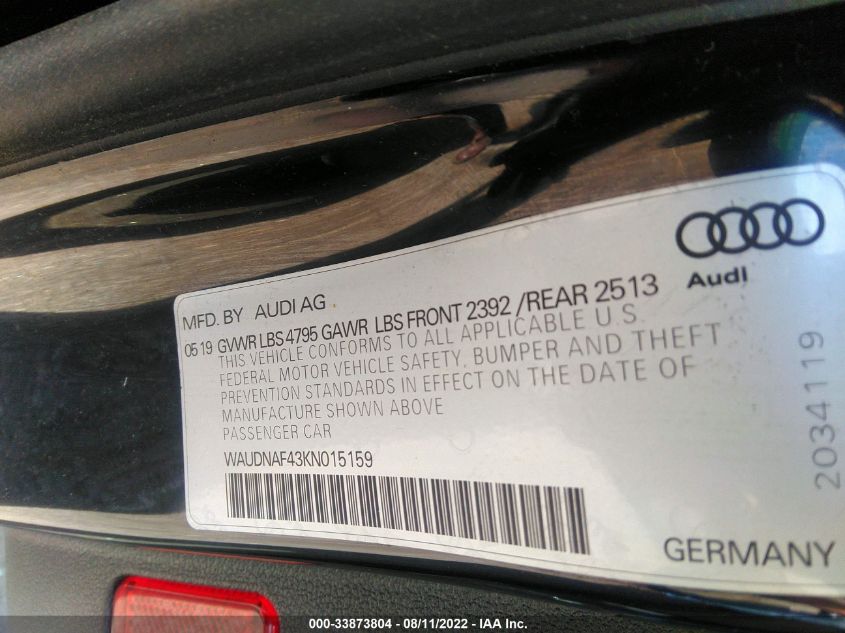 Audi
MFD. BY AUDI AG
05 19 GVWR LBS 4795 GAWR LBS FRONT 2392 /REAR 2513
THIS VEHICLE CONFORMS TO ALL APPLICABLE U.S.
FEDERAL MOTOR VEHICLE SAFETY, BUMPER AND THEFT
PREVENTION STANDARDS IN EFFECT ON THE DATE OF
MANUFACTURE SHOWN ABOVE
PASSENGER CAR
WAUDNAF43KN015159
2034119
GERMANY
000-33873804 - 08/11/2022 - IAA Inc.